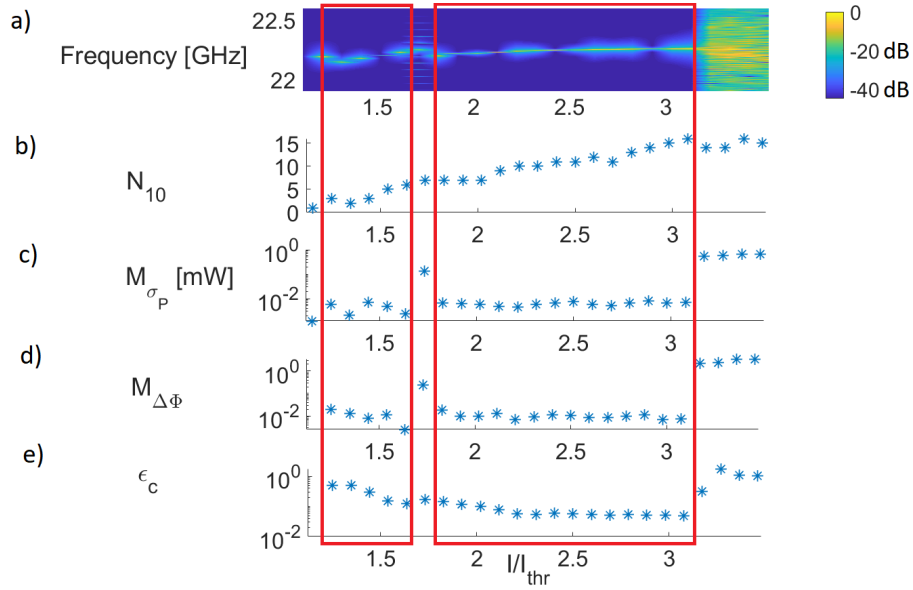 a)
Frequency [GHz]
22.5
22
0
-20 dB
-40 dB
1.5 2 2.5 3
b)
N10
15
10
5
0
1.5 2 2.5 3
c)
MσP [mW]
10^0
10^-2
1.5 2 2.5 3
d)
MΔΦ
10^0
10^-2
1.5 2 2.5 3
e)
ϵc
10^0
10^-2
1.5 2 2.5 3
I/Ithr